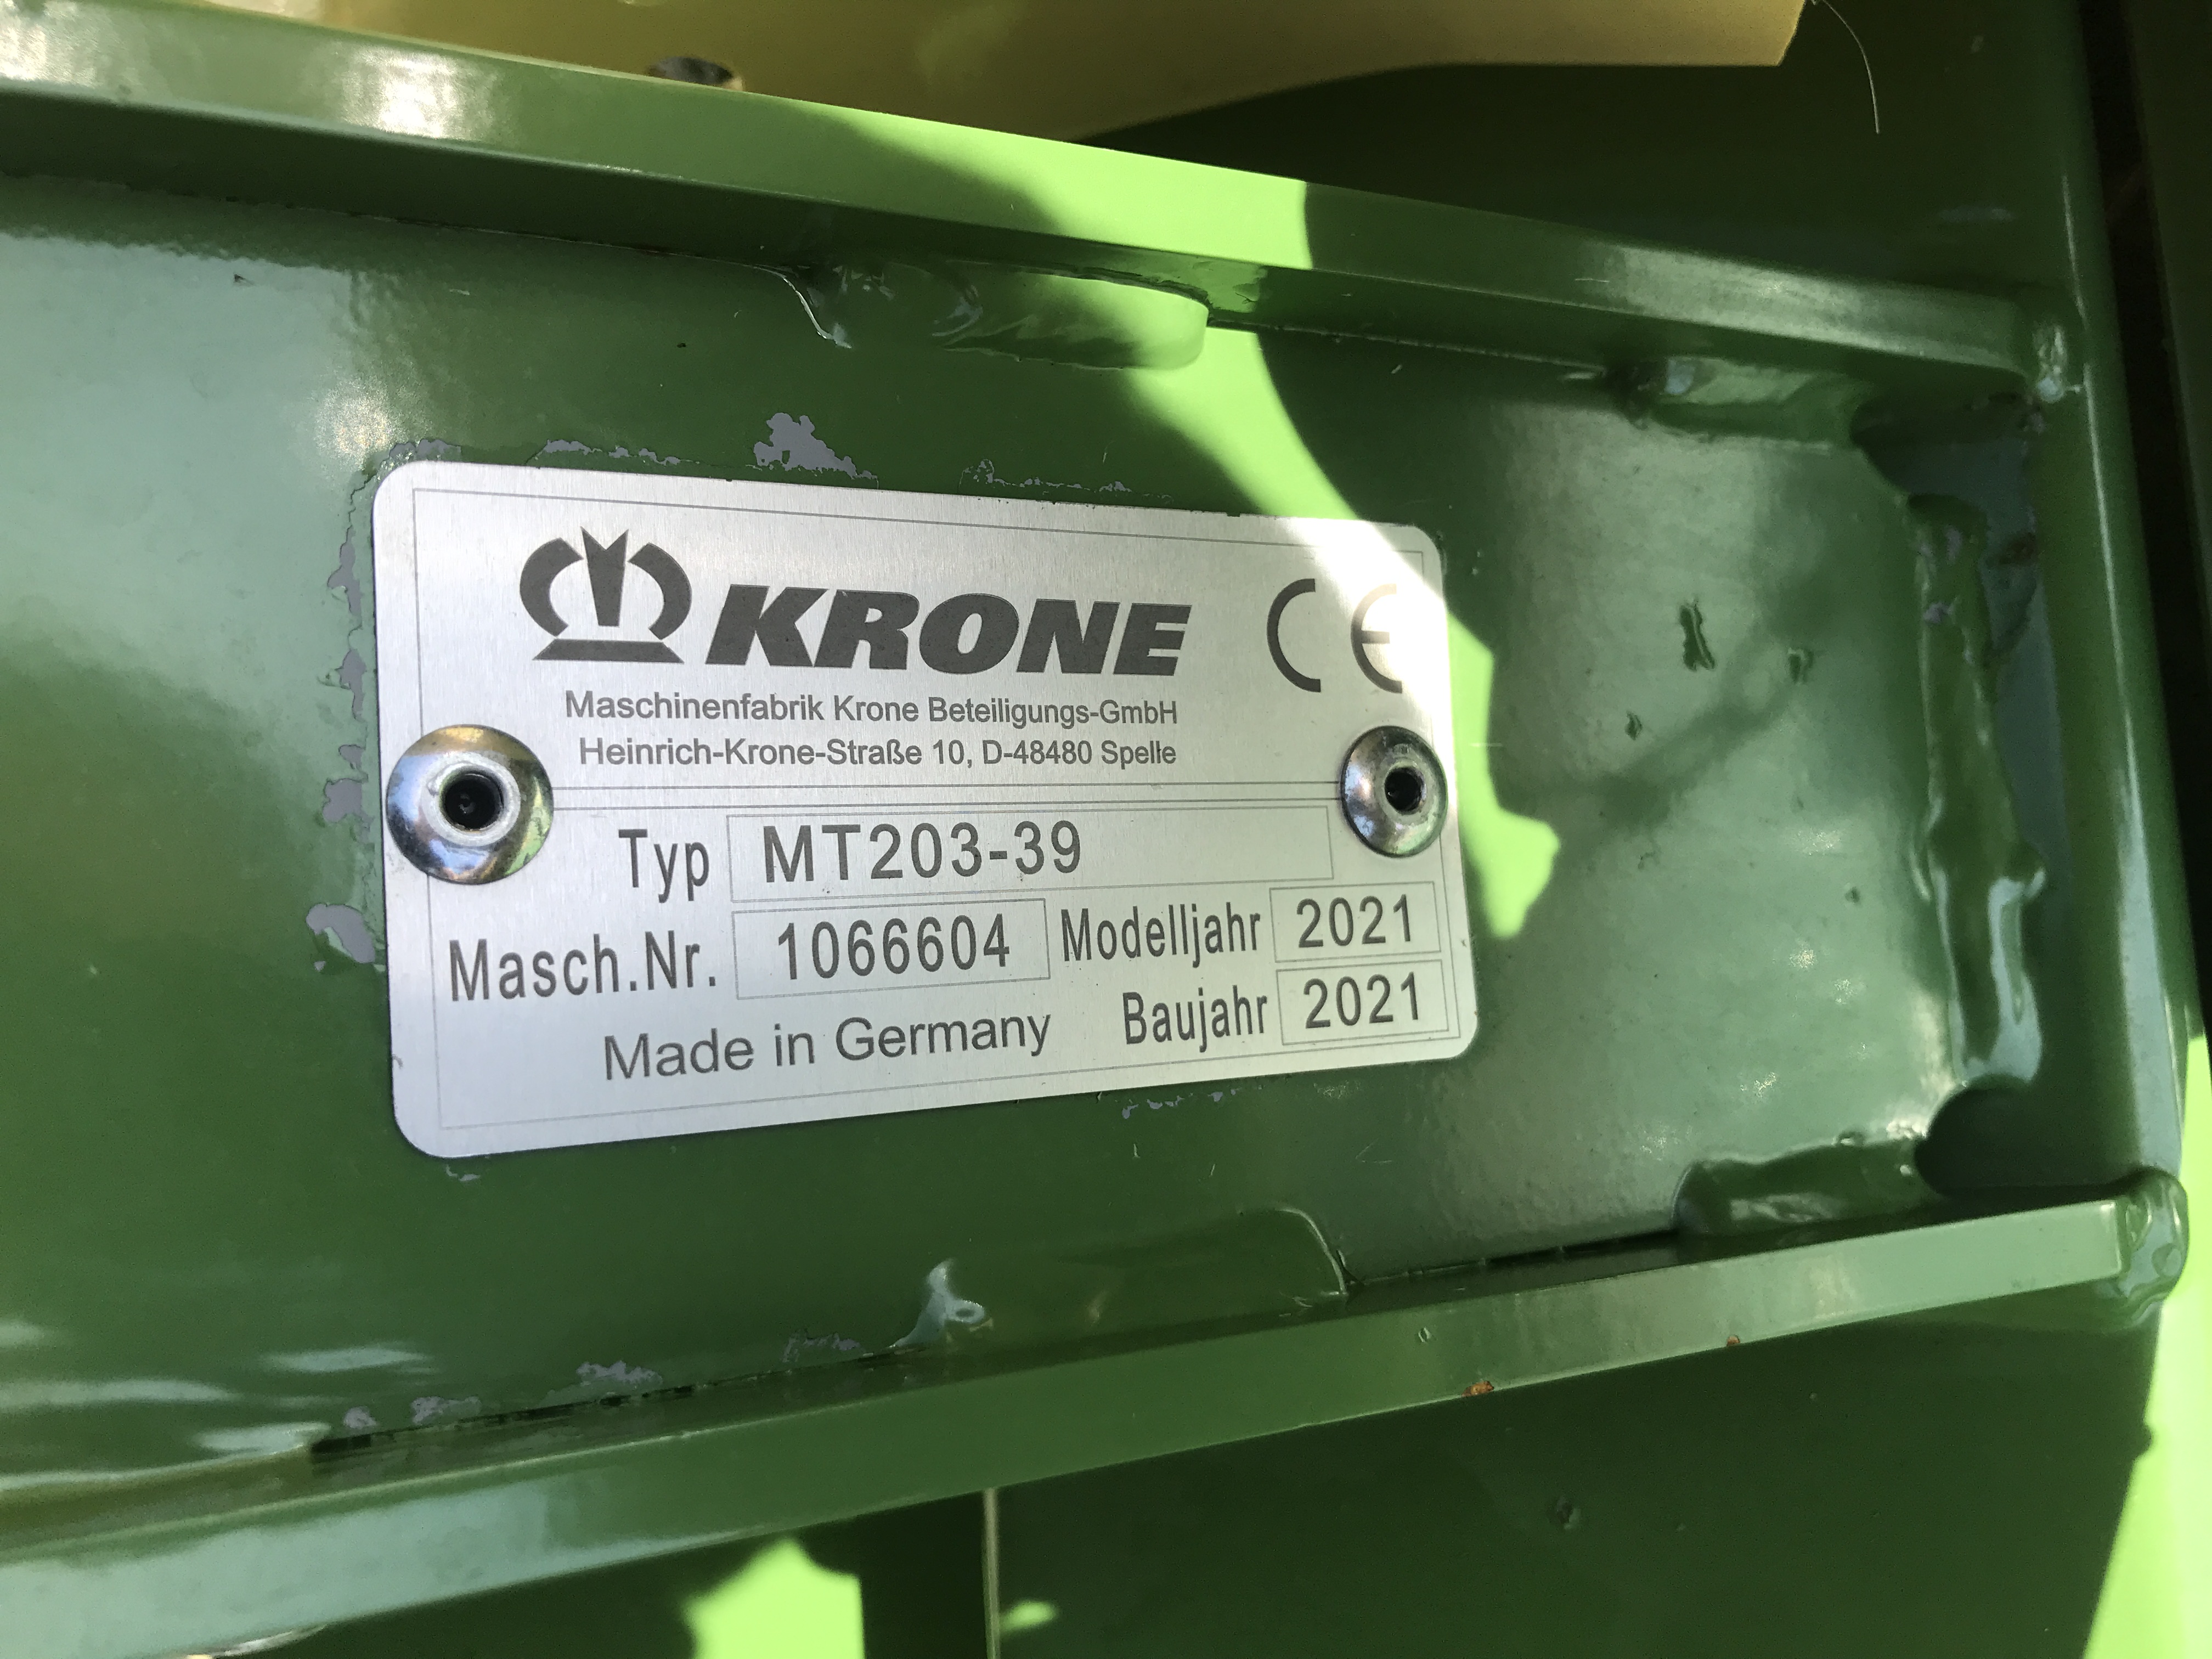 KRONE CE
Maschinenfabrik Krone Beteiligungs-GmbH
Heinrich-Krone-Straße 10, D-48480 Spelle
Typ MT203-39
Masch.Nr. 1066604 Modelljahr 2021
Made in Germany Baujahr 2021